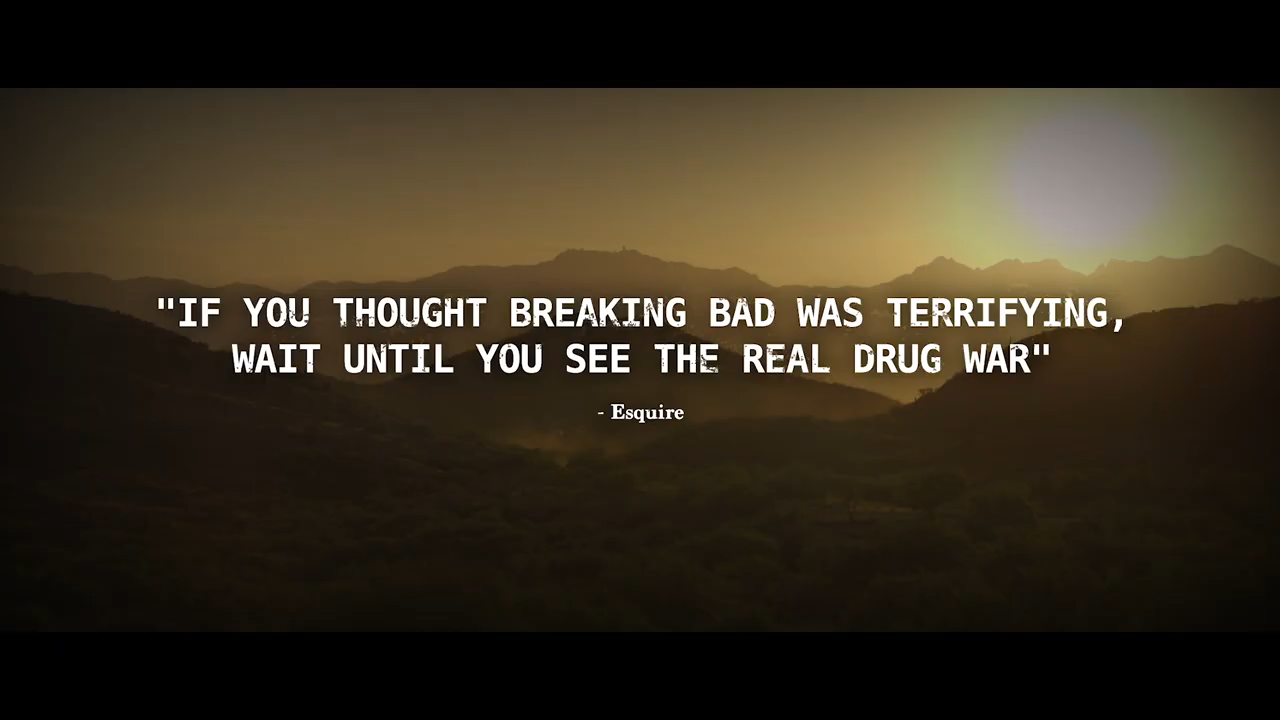 "IF YOU THOUGHT BREAKING BAD WAS TERRIFYING,
WAIT UNTIL YOU SEE THE REAL DRUG WAR"
- Esquire